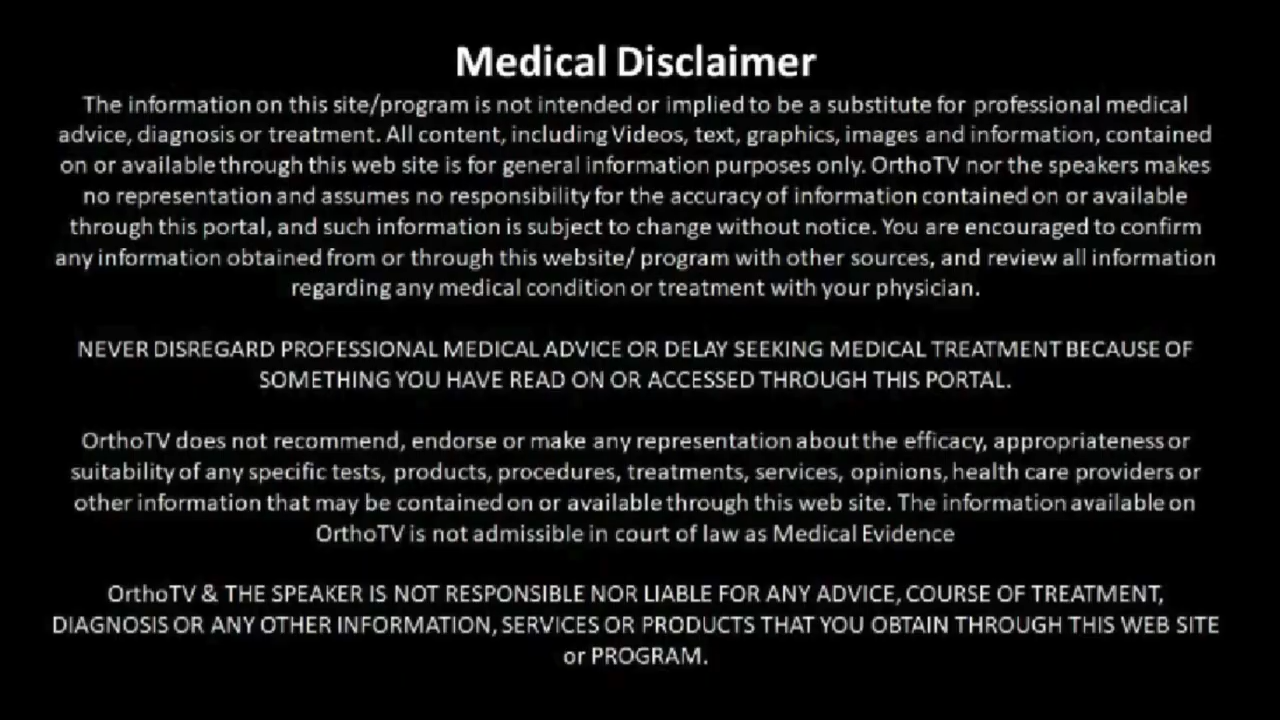 Medical Disclaimer
The information on this site/program is not intended or implied to be a substitute for professional medical
advice, diagnosis or treatment. All content, including Videos, text, graphics, images and information, contained
on or available through this web site is for general information purposes only. OrthoTV nor the speakers makes
no representation and assumes no responsibility for the accuracy of information contained on or available
through this portal, and such information is subject to change without notice. You are encouraged to confirm
any information obtained from or through this website/ program with other sources, and review all information
regarding any medical condition or treatment with your physician.
NEVER DISREGARD PROFESSIONAL MEDICAL ADVICE OR DELAY SEEKING MEDICAL TREATMENT BECAUSE OF
SOMETHING YOU HAVE READ ON OR ACCESSED THROUGH THIS PORTAL.
OrthoTV does not recommend, endorse or make any representation about the efficacy, appropriateness or
suitability of any specific tests, products, procedures, treatments, services, opinions, health care providers or
other information that may be contained on or available through this web site. The information available on
OrthoTV is not admissible in court of law as Medical Evidence
OrthoTV & THE SPEAKER IS NOT RESPONSIBLE NOR LIABLE FOR ANY ADVICE, COURSE OF TREATMENT,
DIAGNOSIS OR ANY OTHER INFORMATION, SERVICES OR PRODUCTS THAT YOU OBTAIN THROUGH THIS WEB SITE
or PROGRAM.